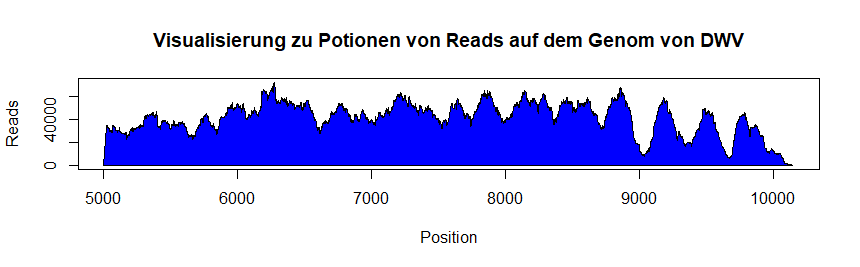 Visualisierung zu Potionen von Reads auf dem Genom von DWV
Reads
40000
0
5000 6000 7000 8000 9000 10000
Position